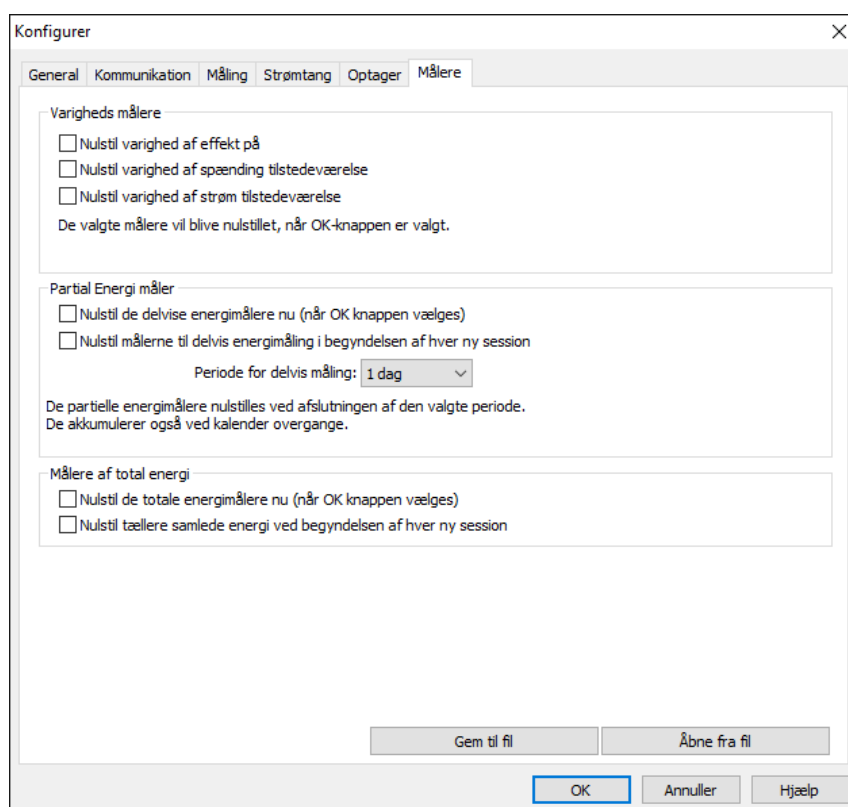 Konfigurer
General Kommunikation Måling Strømtang Optager Målere
Varigheds målere
Nulstil varighed af effekt på
Nulstil varighed af spænding tilstedeværelse
Nulstil varighed af strøm tilstedeværelse
De valgte målere vil blive nulstillet, når OK-knappen er valgt.
Partial Energi måler
Nulstil de delvise energimålere nu (når OK knappen vælges)
Nulstil målerne til delvis energimåling i begyndelsen af hver ny session
Periode for delvis måling: 1 dag
De partielle energimålere nulstilles ved afslutningen af den valgte periode.
De akkumulerer også ved kalender overgange.
Målere af total energi
Nulstil de totale energimålere nu (når OK knappen vælges)
Nulstil tællere samlede energi ved begyndelsen af hver ny session
Gem til fil Åbne fra fil
OK Annuller Hjælp